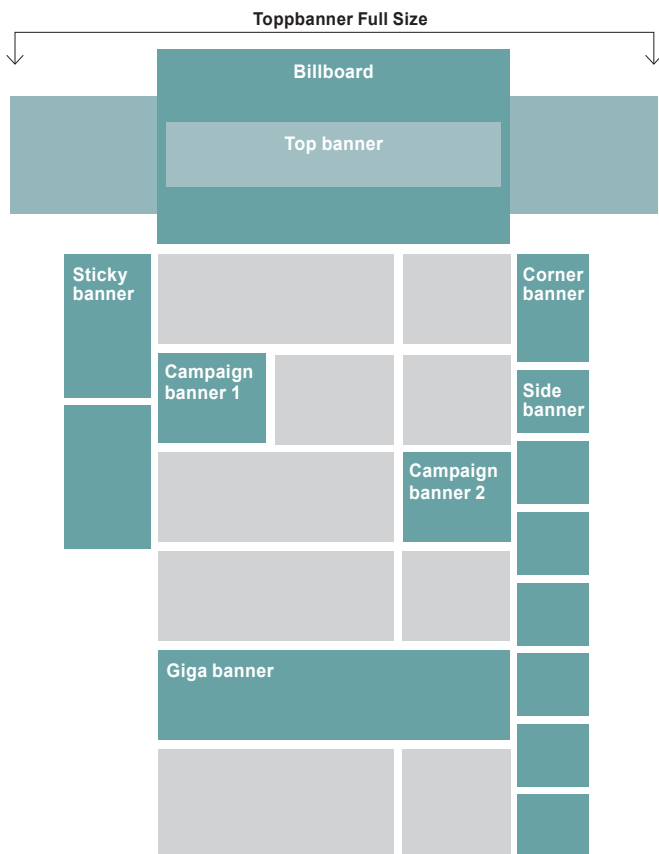 Toppbanner Full Size
Billboard
Top banner
Sticky
banner
Corner
banner
Campaign
banner 1
Side
banner
Campaign
banner 2
Giga banner